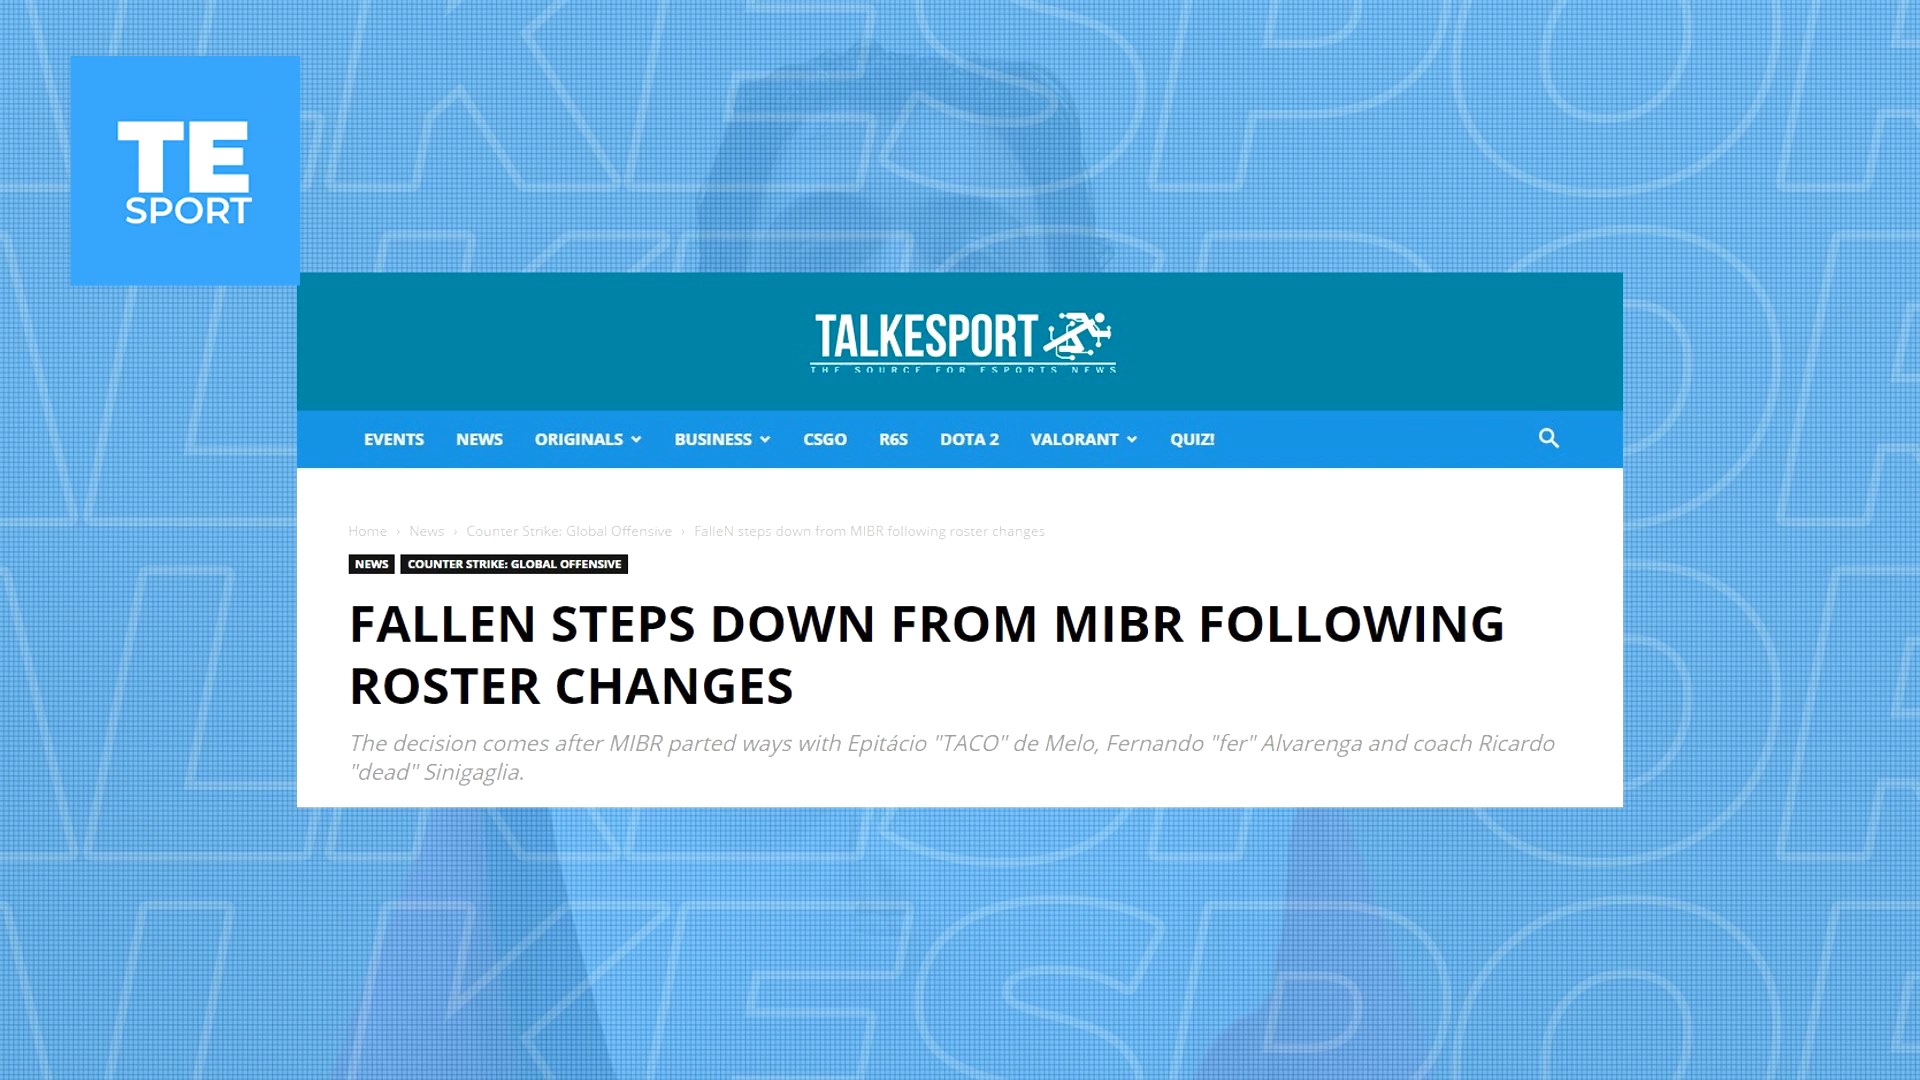 TE
SPORT
TALKESPORT
THE SOURCE FOR ESPORTS NEWS
EVENTS NEWS ORIGINALS BUSINESS CSGO R6S DOTA 2 VALORANT QUIZ!
Home › News › Counter Strike: Global Offensive › FalleN steps down from MIBR following roster changes
NEWS COUNTER STRIKE: GLOBAL OFFENSIVE
FALLEN STEPS DOWN FROM MIBR FOLLOWING
ROSTER CHANGES
The decision comes after MIBR parted ways with Epitácio "TACO" de Melo, Fernando "fer" Alvarenga and coach Ricardo
"dead" Sinigaglia.